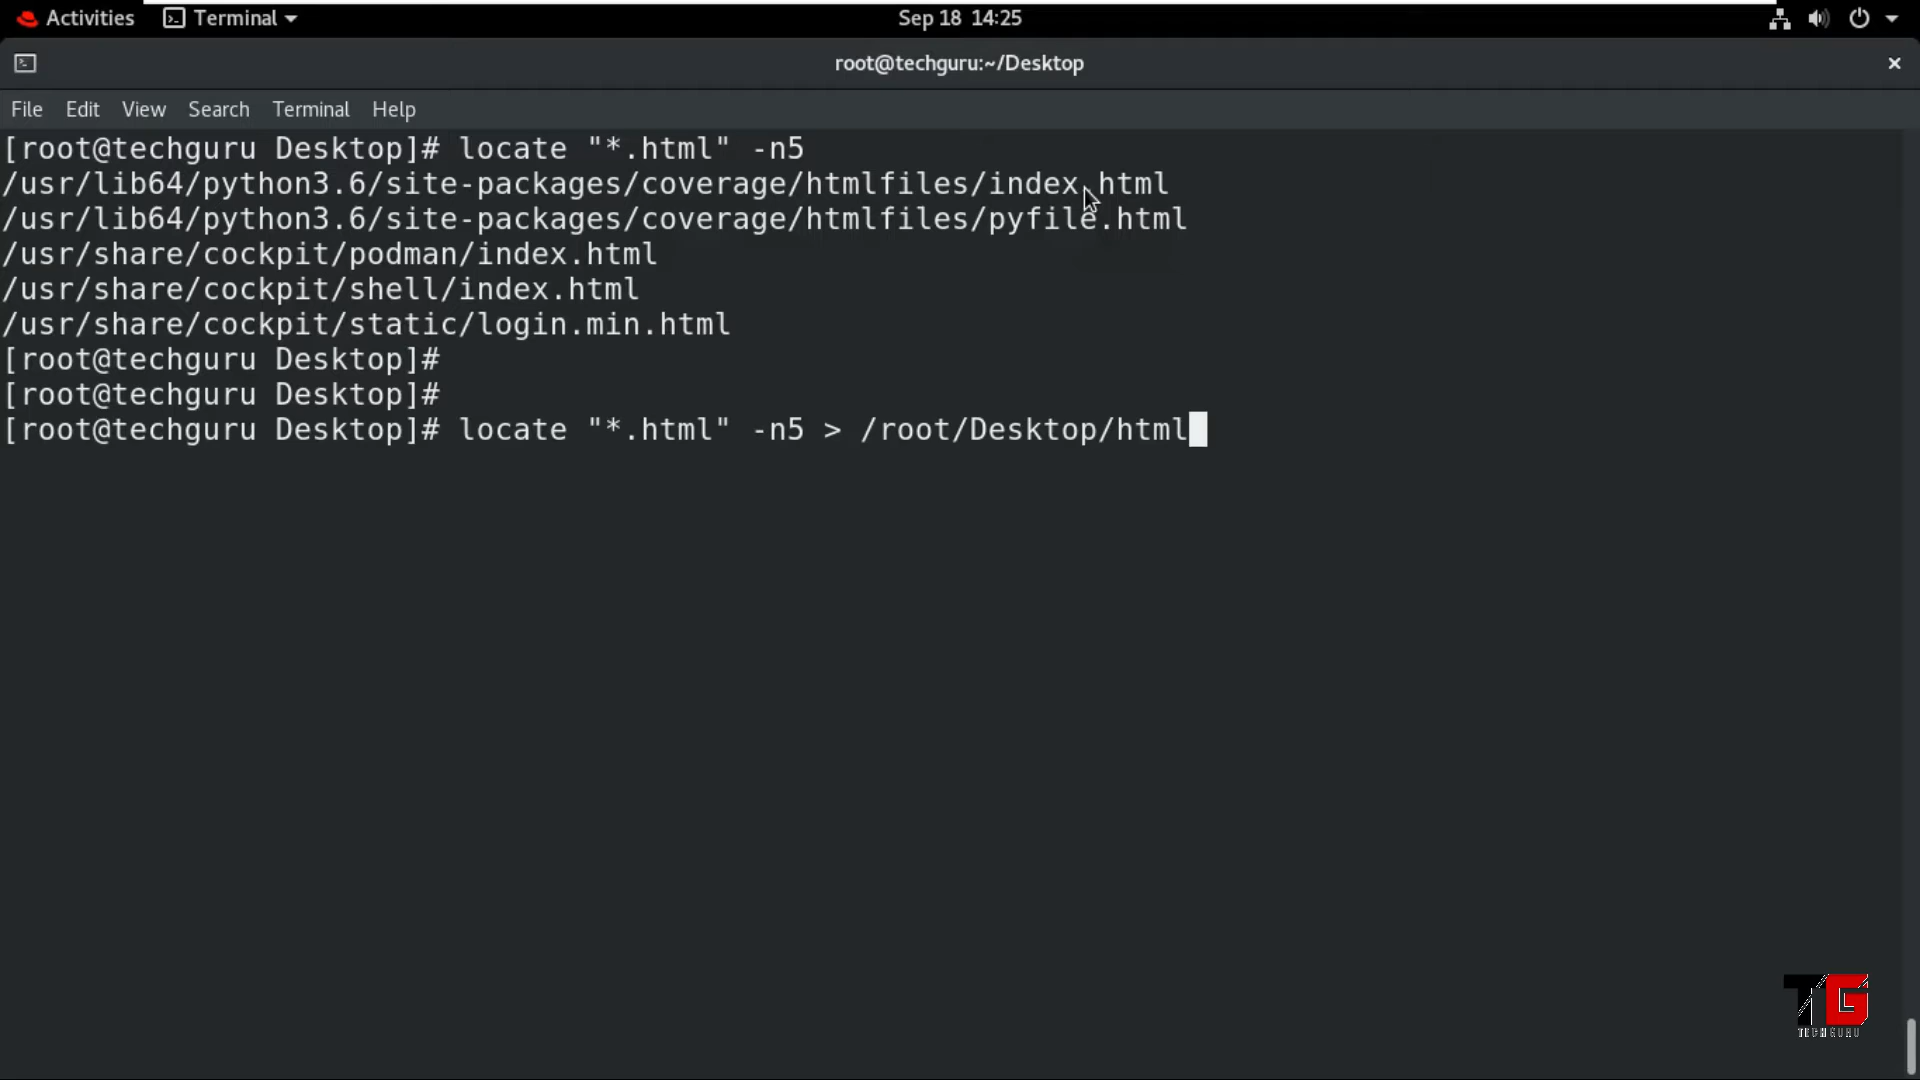 Activities Terminal Sep 18 14:25
root@techguru:~/Desktop
File Edit View Search Terminal Help
[root@techguru Desktop]# locate "*.html" -n5
/usr/lib64/python3.6/site-packages/coverage/htmlfiles/index.html
/usr/lib64/python3.6/site-packages/coverage/htmlfiles/pyfile.html
/usr/share/cockpit/podman/index.html
/usr/share/cockpit/shell/index.html
/usr/share/cockpit/static/login.min.html
[root@techguru Desktop]#
[root@techguru Desktop]#
[root@techguru Desktop]# locate "*.html" -n5 > /root/Desktop/html
TG
TECH GURU